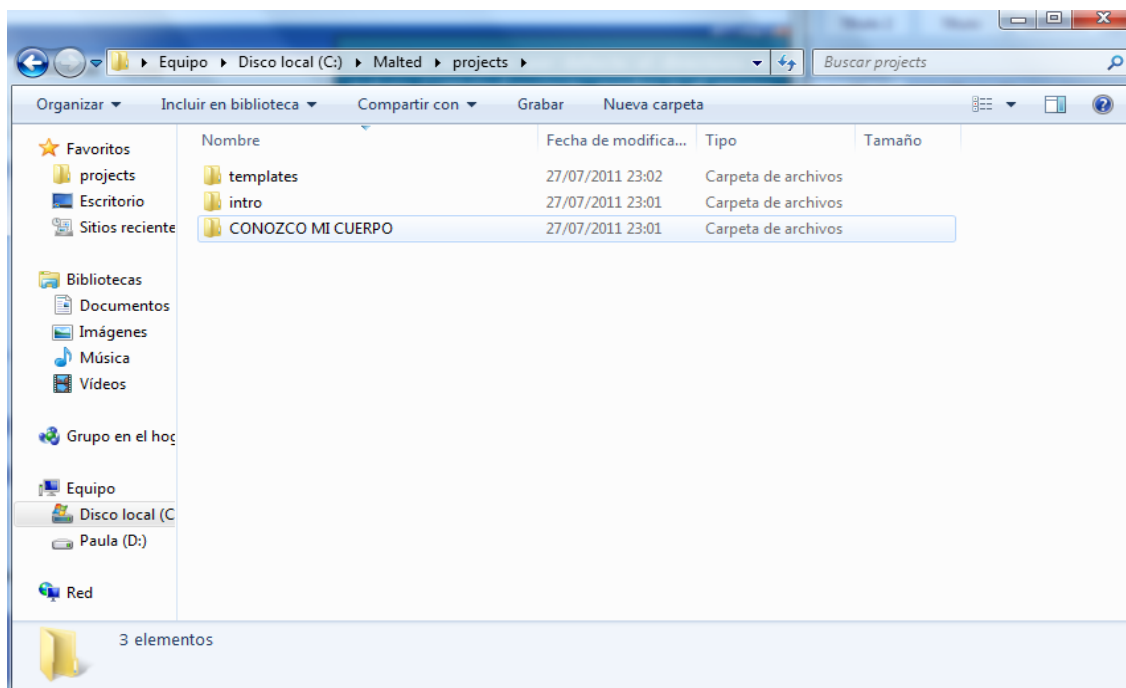 Equipo Disco local (C:) Malted projects Buscar projects
Organizar Incluir en biblioteca Compartir con Grabar Nueva carpeta
Favoritos
projects
Escritorio
Sitios reciente
Bibliotecas
Documentos
Imágenes
Música
Vídeos
Grupo en el hog
Equipo
Disco local (C
Paula (D:)
Red
Nombre Fecha de modifica... Tipo Tamaño
templates 27/07/2011 23:02 Carpeta de archivos
intro 27/07/2011 23:01 Carpeta de archivos
CONOZCO MI CUERPO 27/07/2011 23:01 Carpeta de archivos
3 elementos